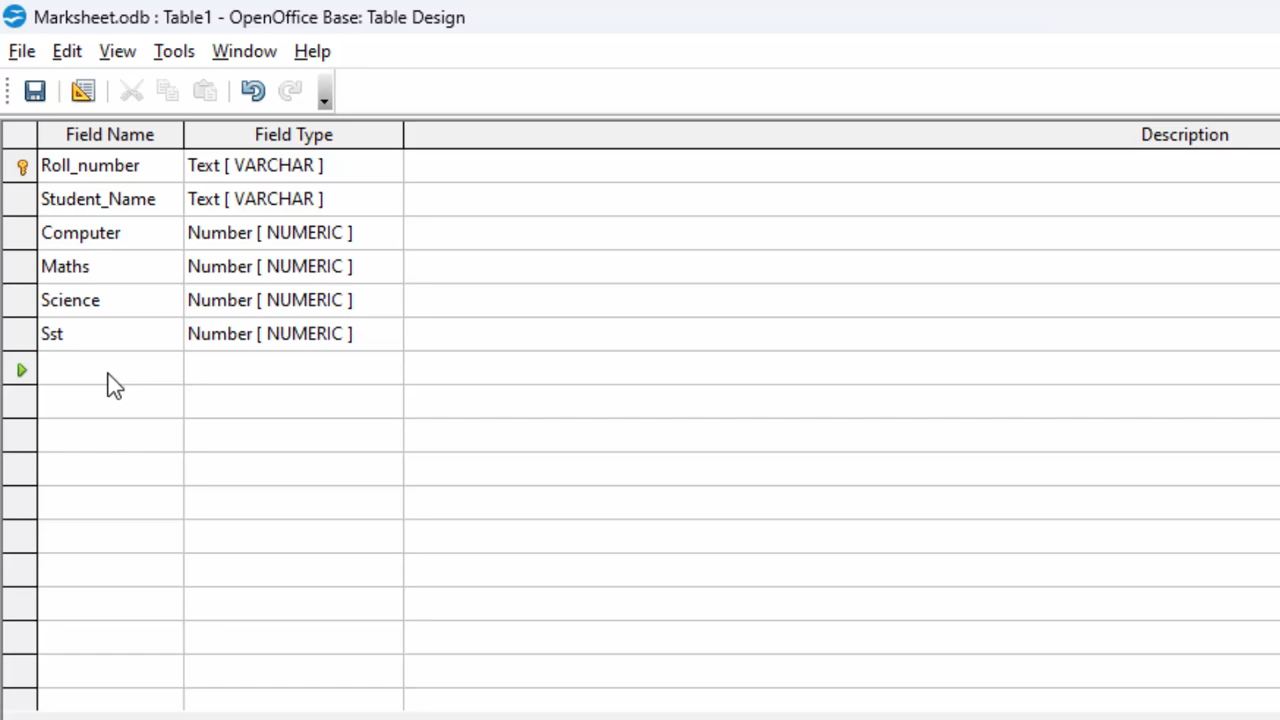 Marksheet.odb : Table1 - OpenOffice Base: Table Design
File Edit View Tools Window Help
Field Name Field Type Description
Roll_number Text [ VARCHAR ]
Student_Name Text [ VARCHAR ]
Computer Number [ NUMERIC ]
Maths Number [ NUMERIC ]
Science Number [ NUMERIC ]
Sst Number [ NUMERIC ]